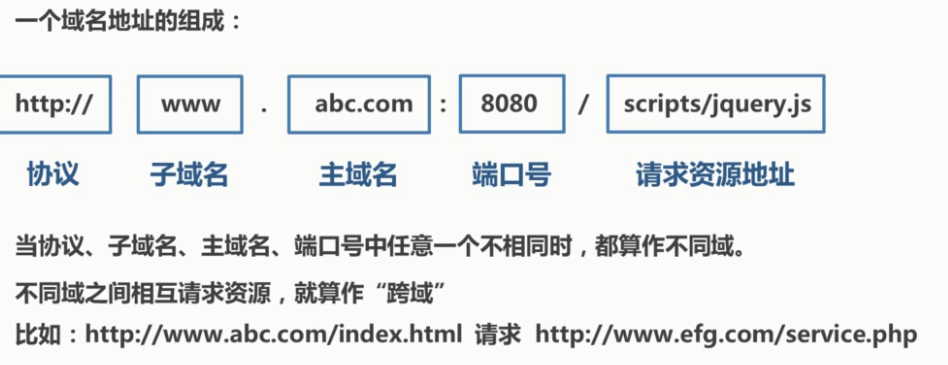 一个域名地址的组成：
http:// www . abc.com : 8080 / scripts/jquery.js
协议 子域名 主域名 端口号 请求资源地址
当协议、子域名、主域名、端口号中任意一个不相同时，都算作不同域。
不同域之间相互请求资源，就算作“跨域”
比如：http://www.abc.com/index.html 请求 http://www.efg.com/service.php